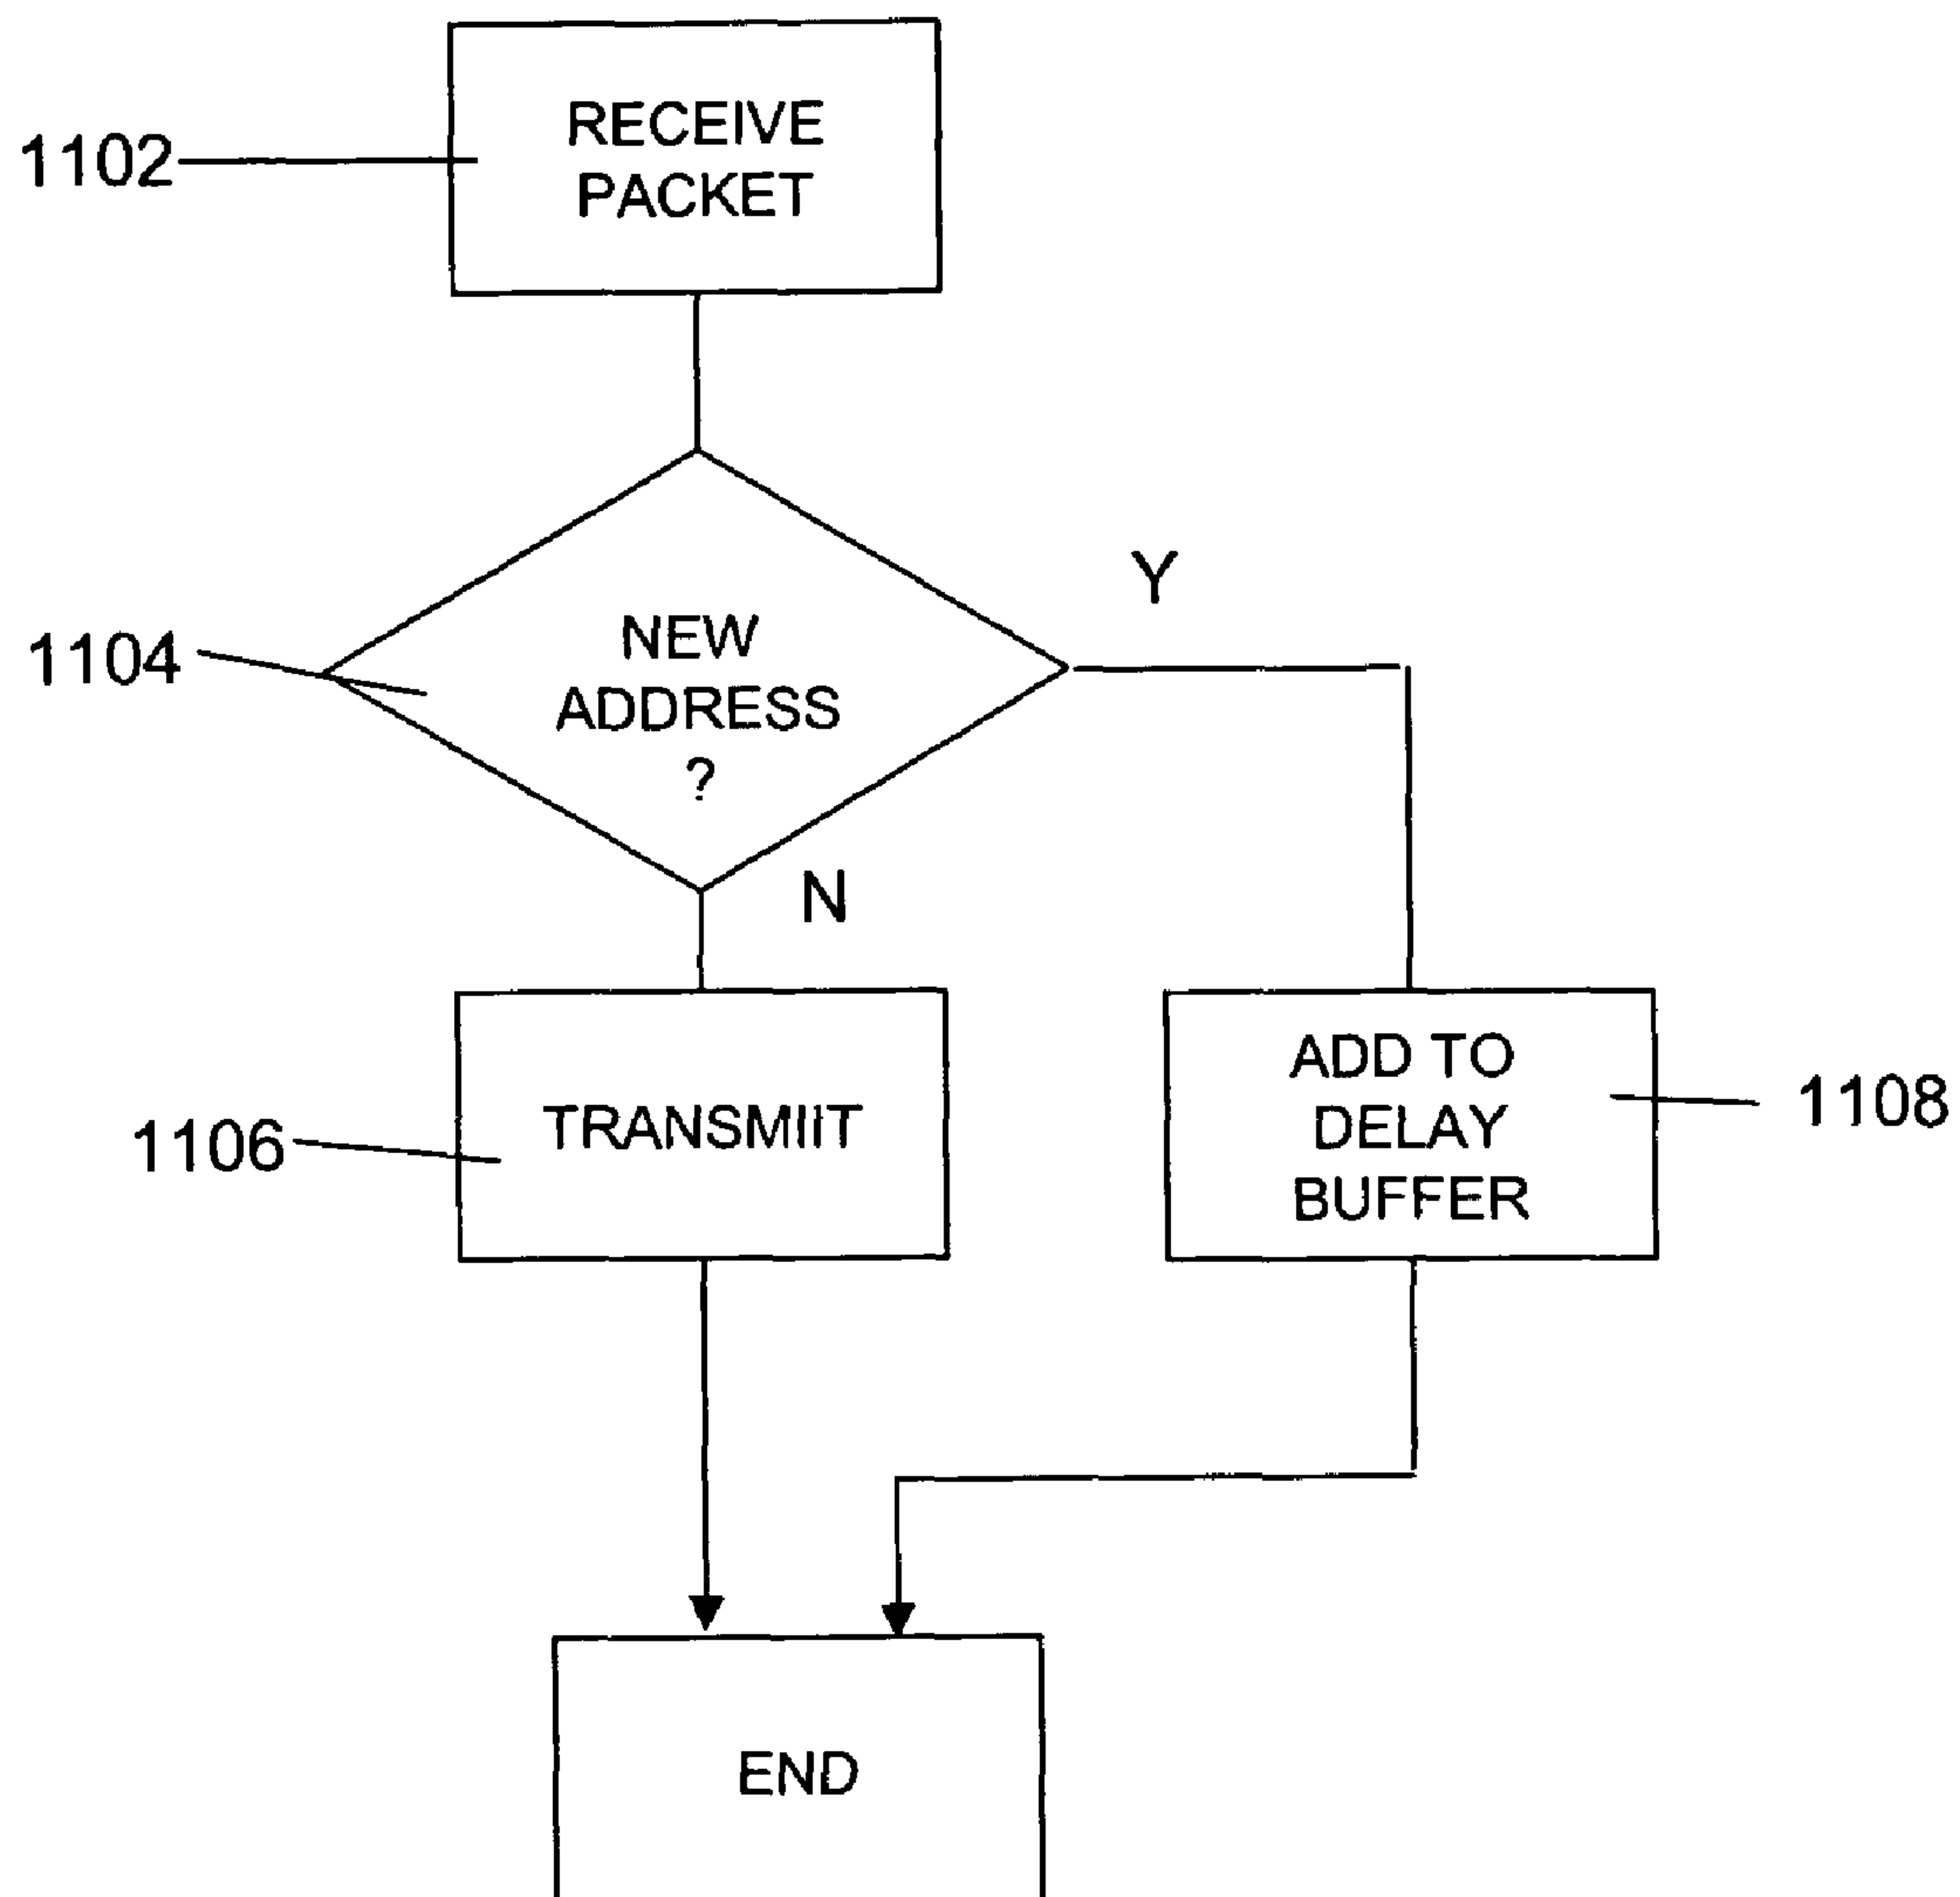 RECEIVE
PACKET
1102
Y
NEW
ADDRESS
?
1104
N
ADD TO
DELAY
BUFFER
TRANSMIIT
1106
1108
END